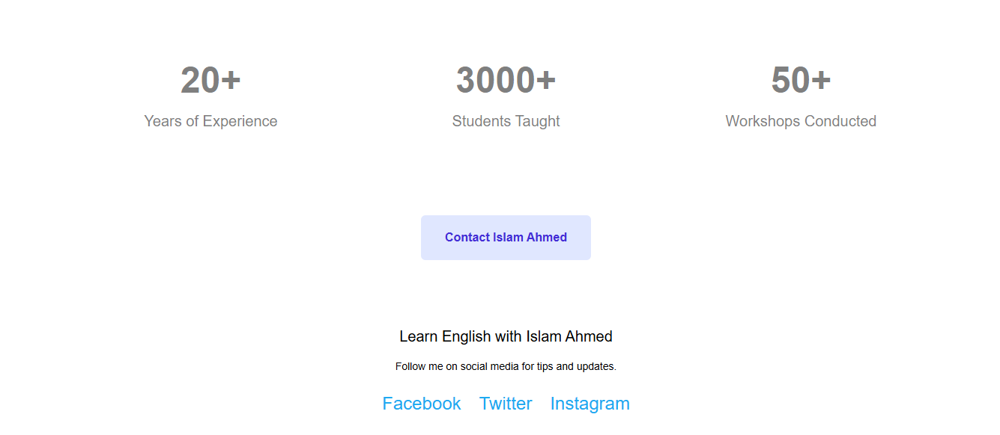 20+ 3000+ 50+
Years of Experience Students Taught Workshops Conducted
Contact Islam Ahmed
Learn English with Islam Ahmed
Follow me on social media for tips and updates.
Facebook Twitter Instagram